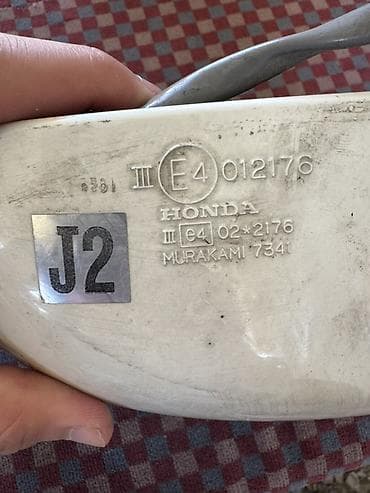 III E4 012176
HONDA
III e4 02*2176
MURAKAMI 7341
J2